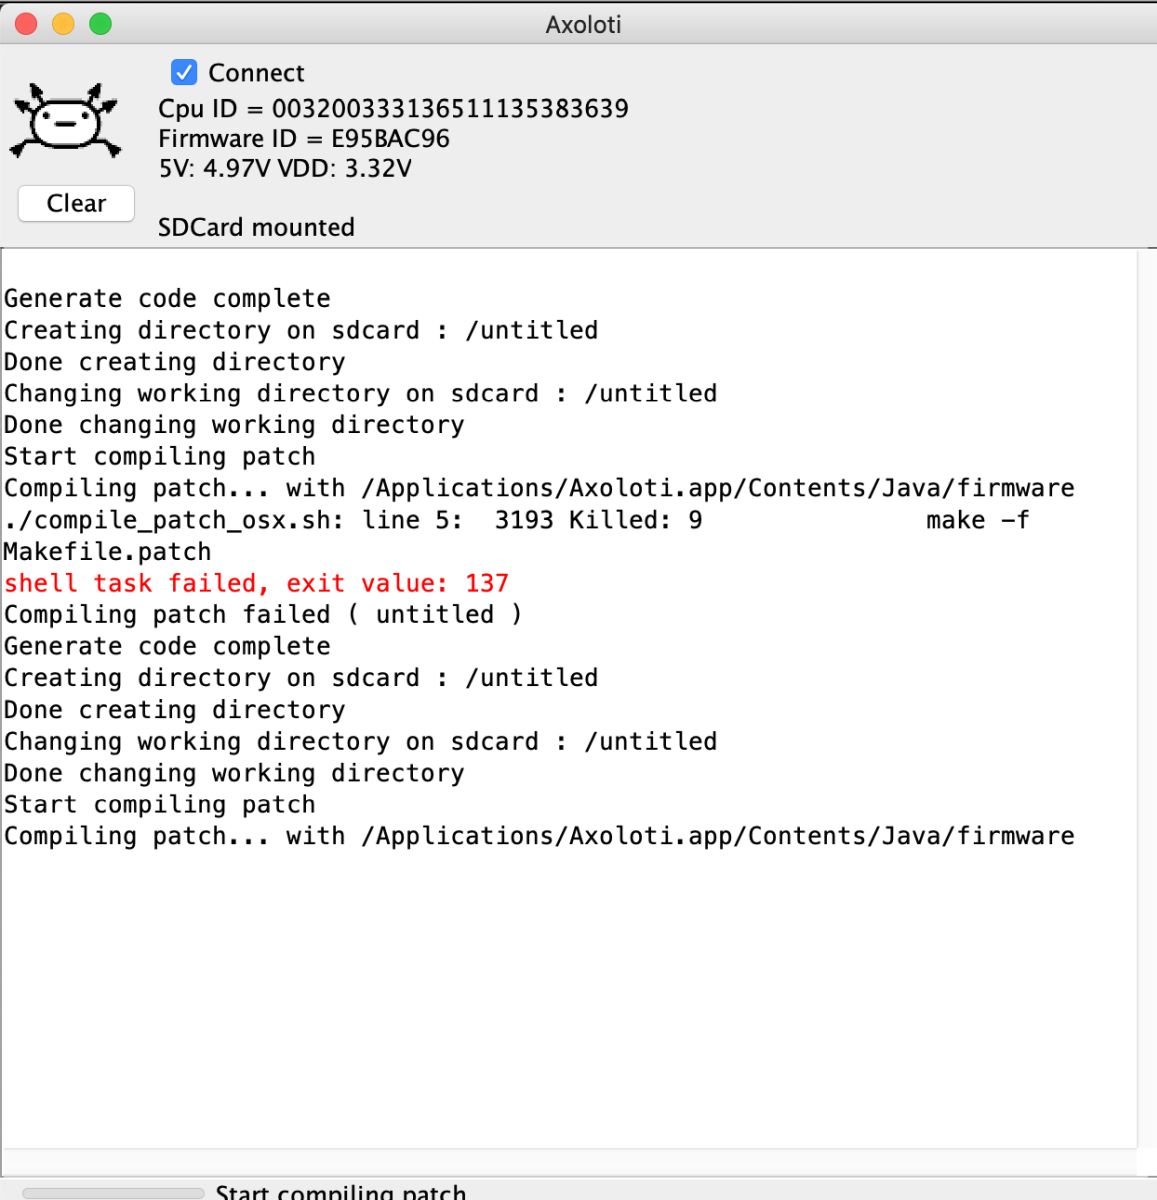 Axoloti
Connect
Cpu ID = 003200333136511135383639
Firmware ID = E95BAC96
5V: 4.97V VDD: 3.32V
Clear
SDCard mounted
Generate code complete
Creating directory on sdcard : /untitled
Done creating directory
Changing working directory on sdcard : /untitled
Done changing working directory
Start compiling patch
Compiling patch... with /Applications/Axoloti.app/Contents/Java/firmware
./compile_patch_osx.sh: line 5:  3193 Killed: 9               make -f
Makefile.patch
shell task failed, exit value: 137
Compiling patch failed ( untitled )
Generate code complete
Creating directory on sdcard : /untitled
Done creating directory
Changing working directory on sdcard : /untitled
Done changing working directory
Start compiling patch
Compiling patch... with /Applications/Axoloti.app/Contents/Java/firmware
Start compiling patch